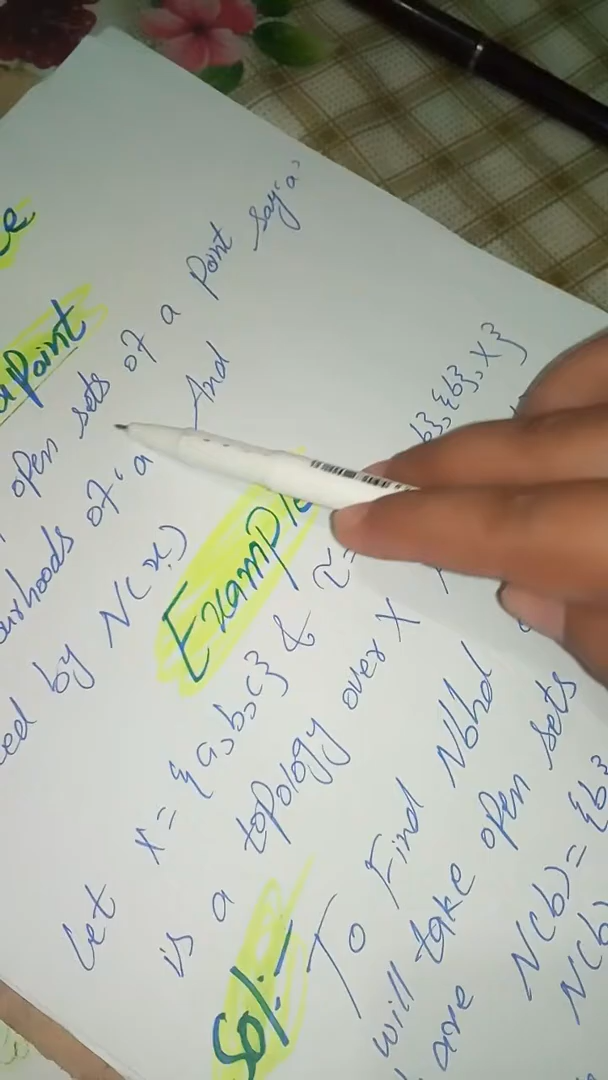 Point
open sets of a Point say 'a'
ourhoods of 'a' And
ed by N(x)
Example
Let X = {a, b, c} & τ = b}, {b}, X}
is a topology over X
Sol:- To Find Nbhd
will take open sets
are N(b) = {b}
N(b)